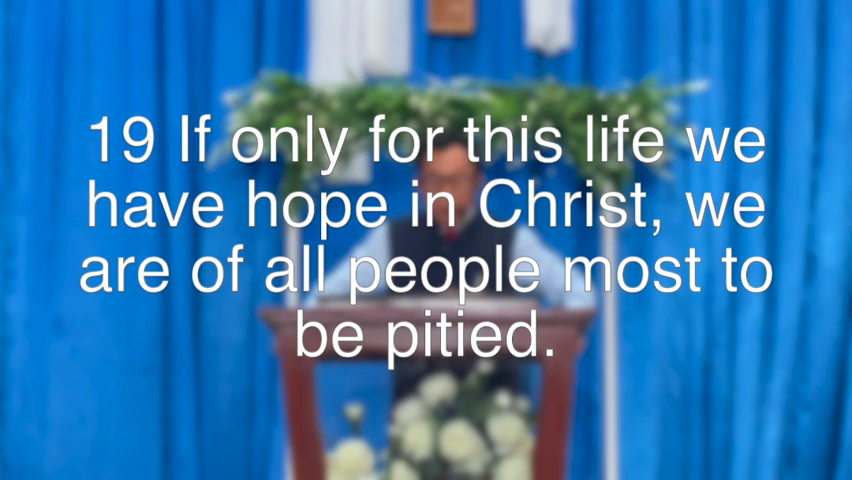 19 If only for this life we
have hope in Christ, we
are of all people most to
be pitied.